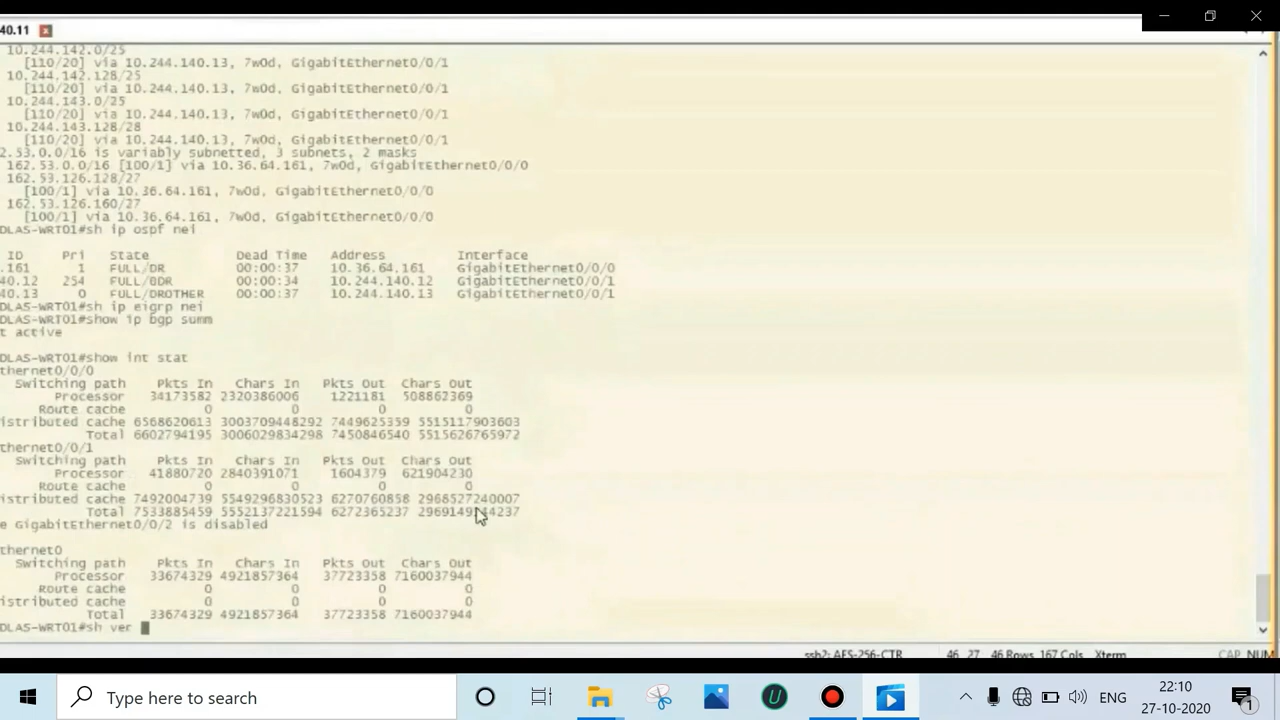 40.11
10.244.142.0/25
[110/20] via 10.244.140.13, 7w0d, GigabitEthernet0/0/1
10.244.142.128/25
[110/20] via 10.244.140.13, 7w0d, GigabitEthernet0/0/1
10.244.143.0/25
[110/20] via 10.244.140.13, 7w0d, GigabitEthernet0/0/1
10.244.143.128/28
[110/20] via 10.244.140.13, 7w0d, GigabitEthernet0/0/1
2.53.0.0/16 is variably subnetted, 3 subnets, 2 masks
162.53.0.0/16 [100/1] via 10.36.64.161, 7w0d, GigabitEthernet0/0/0
162.53.126.128/27
[100/1] via 10.36.64.161, 7w0d, GigabitEthernet0/0/0
162.53.126.160/27
[100/1] via 10.36.64.161, 7w0d, GigabitEthernet0/0/0
DLAS-WRT01#sh ip ospf nei
ID Pri State Dead Time Address Interface
.161 1 FULL/DR 00:00:37 10.36.64.161 GigabitEthernet0/0/0
40.12 254 FULL/BDR 00:00:34 10.244.140.12 GigabitEthernet0/0/1
40.13 0 FULL/DROTHER 00:00:37 10.244.140.13 GigabitEthernet0/0/1
DLAS-WRT01#sh ip eigrp nei
DLAS-WRT01#show ip bgp summ
t active
DLAS-WRT01#show int stat
thernet0/0/0
Switching path Pkts In Chars In Pkts Out Chars Out
Processor 34173582 2320386006 1221181 508862369
Route cache 0 0 0 0
istributed cache 6568620613 3003709448292 7449625359 5515117903603
Total 6602794195 3006029834298 7450846540 5515626765972
thernet0/0/1
Switching path Pkts In Chars In Pkts Out Chars Out
Processor 41880720 2840391071 1604379 621904230
Route cache 0 0 0 0
istributed cache 7492004739 5549296830523 6270760858 2968527240007
Total 7533885459 5552137221594 6272365237
e GigabitEthernet0/0/2 is disabled
thernet0
Switching path Pkts In Chars In Pkts Out Chars Out
Processor 33674329 4921857364 37723358 7160037944
Route cache 0 0 0 0
istributed cache 0 0 0 0
Total 33674329 4921857364 37723358 7160037944
DLAS-WRT01#sh ver
ssh2: AES-256-CTR 46, 27 46 Rows, 167 Cols Xterm CAP NUM
Type here to search
ENG
22:10
27-10-2020
1